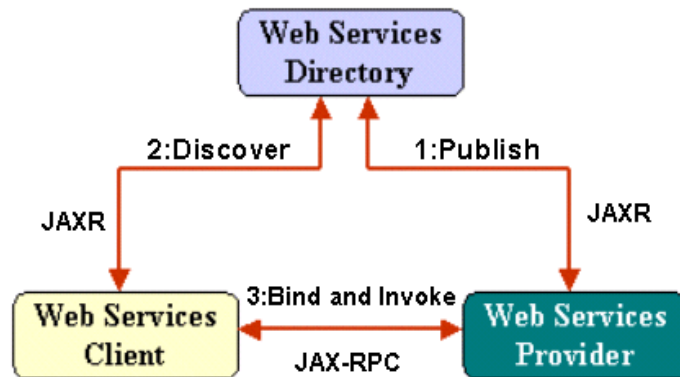 Web Services
Directory
2:Discover
1:Publish
JAXR
JAXR
3:Bind and Invoke
Web Services
Client
JAX-RPC
Web Services
Provider